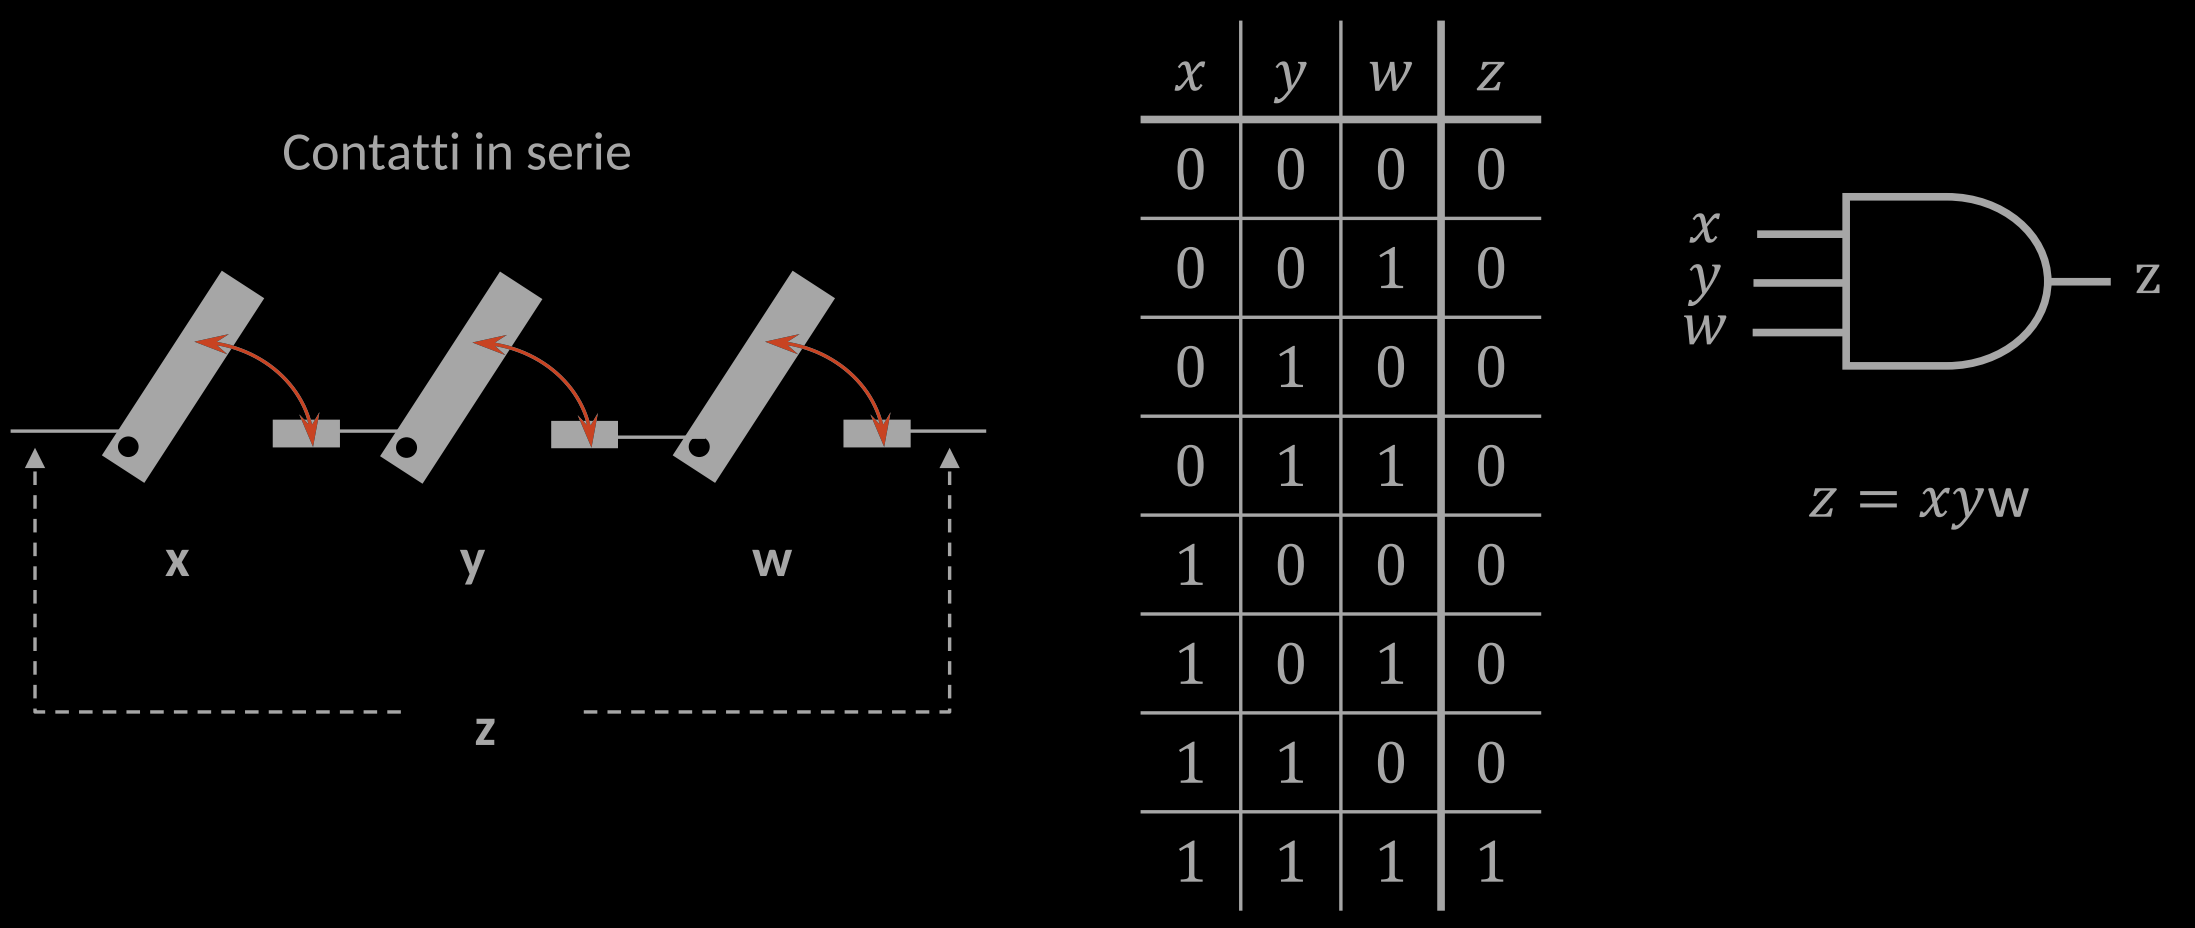 Contatti in serie
x y w
z
x y w z
0 0 0 0
0 0 1 0
0 1 0 0
0 1 1 0
1 0 0 0
1 0 1 0
1 1 0 0
1 1 1 1
x
y
w
z
z = xyw